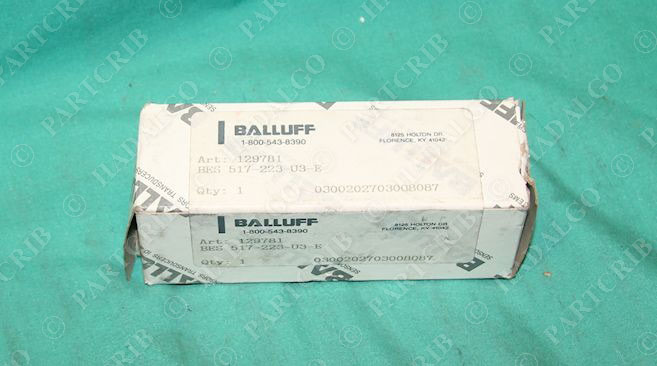 BALLUFF
1-800-543-8390
8125 HOLTON DR.
FLORENCE, KY 41042
Art: 129781
BES 517-223-U3-E
Qty: 1 0300202703008087
BALLUFF
1-800-543-8390
8125 HOLTON DR.
FLORENCE, KY 41042
Art: 129781
BES 517-223-U3-E
Qty: 1 0300202703008087